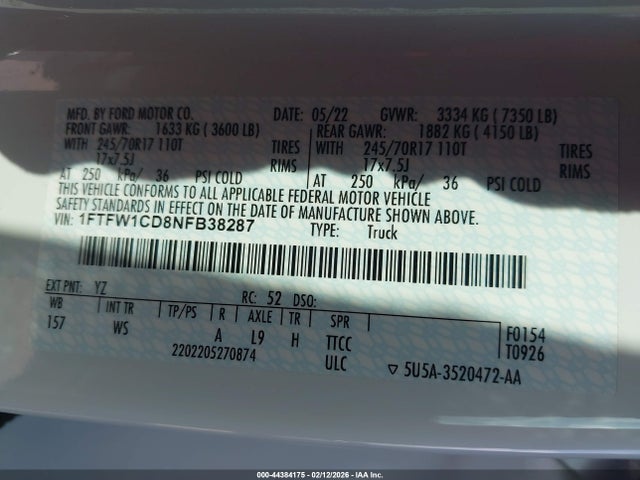 MFD. BY FORD MOTOR CO. DATE: 05/22 GVWR: 3334 KG ( 7350 LB)
FRONT GAWR: 1633 KG ( 3600 LB) REAR GAWR: 1882 KG ( 4150 LB)
WITH 245/70R17 110T TIRES WITH 245/70R17 110T TIRES
17x7.5J RIMS 17x7.5J RIMS
AT 250 kPa/ 36 PSI COLD AT 250 kPa/ 36 PSI COLD
THIS VEHICLE CONFORMS TO ALL APPLICABLE FEDERAL MOTOR VEHICLE
SAFETY STANDARDS IN EFFECT ON THE DATE OF MANUFACTURE SHOWN ABOVE.
VIN: 1FTFW1CD8NFB38287 TYPE: Truck
EXT PNT: YZ RC: 52 DSO:
WB INT TR TP/PS R AXLE TR SPR F0154
157 WS A L9 H TTCC T0926
2202205270874 ULC ▽ 5U5A-3520472-AA
000-44384175 - 02/12/2026 - IAA Inc.